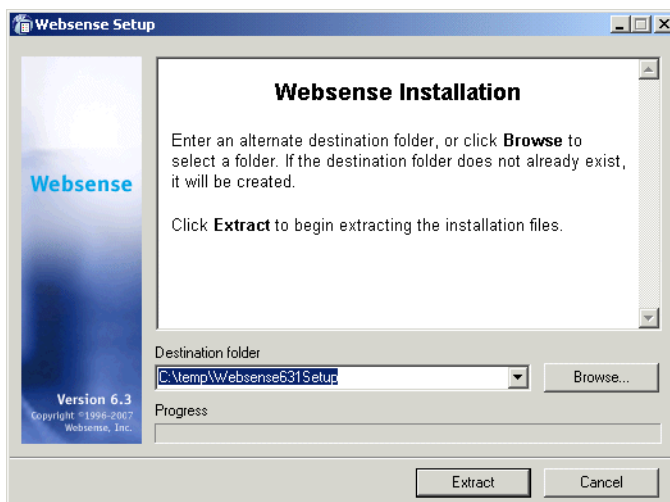 Websense Setup
Websense Installation
Enter an alternate destination folder, or click Browse to
select a folder. If the destination folder does not already exist,
it will be created.
Click Extract to begin extracting the installation files.
Websense
Version 6.3
Copyright ©1996-2007
Websense, Inc.
Destination folder
C:\temp\Websense631Setup
Browse...
Progress
Extract
Cancel